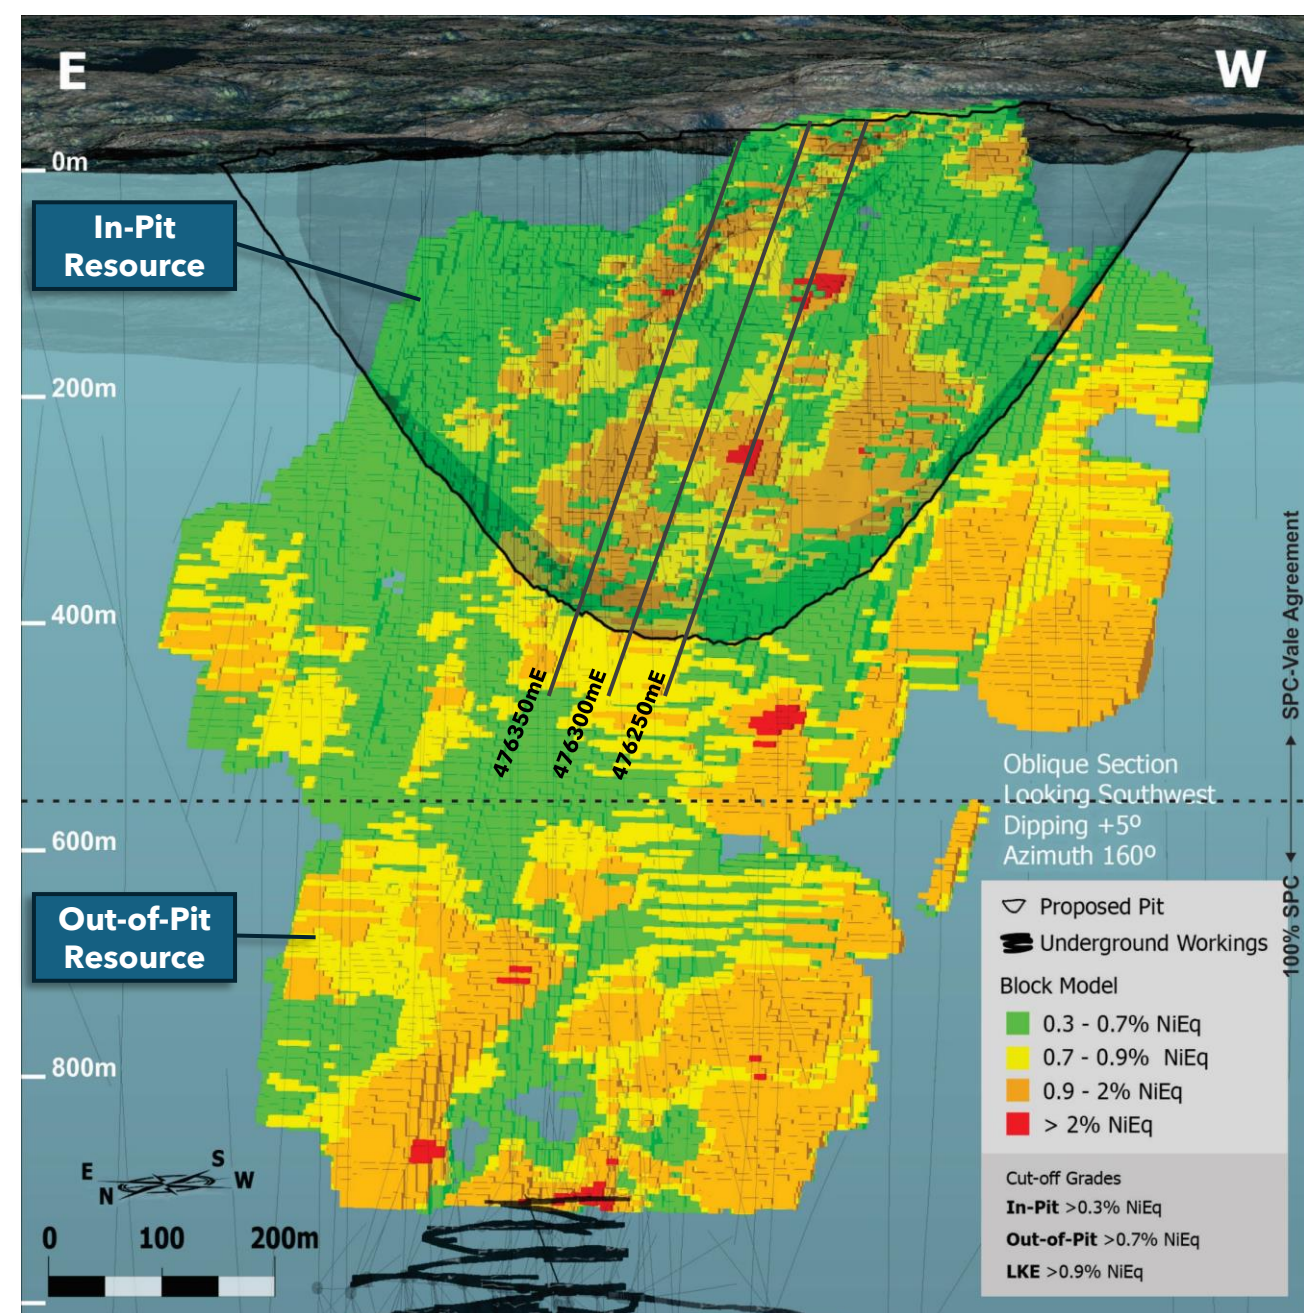 E
W
0m
In-Pit
Resource
200m
400m
476350mE
476300mE
476250mE
SPC-Vale Agreement
Oblique Section
Looking Southwest
Dipping +5º
Azimuth 160º
600m
100% SPC
Out-of-Pit
Resource
Proposed Pit
Underground Workings
Block Model
0.3 - 0.7% NiEq
0.7 - 0.9% NiEq
0.9 - 2% NiEq
> 2% NiEq
800m
Cut-off Grades
In-Pit >0.3% NiEq
Out-of-Pit >0.7% NiEq
LKE >0.9% NiEq
E
S
N
W
0 100 200m